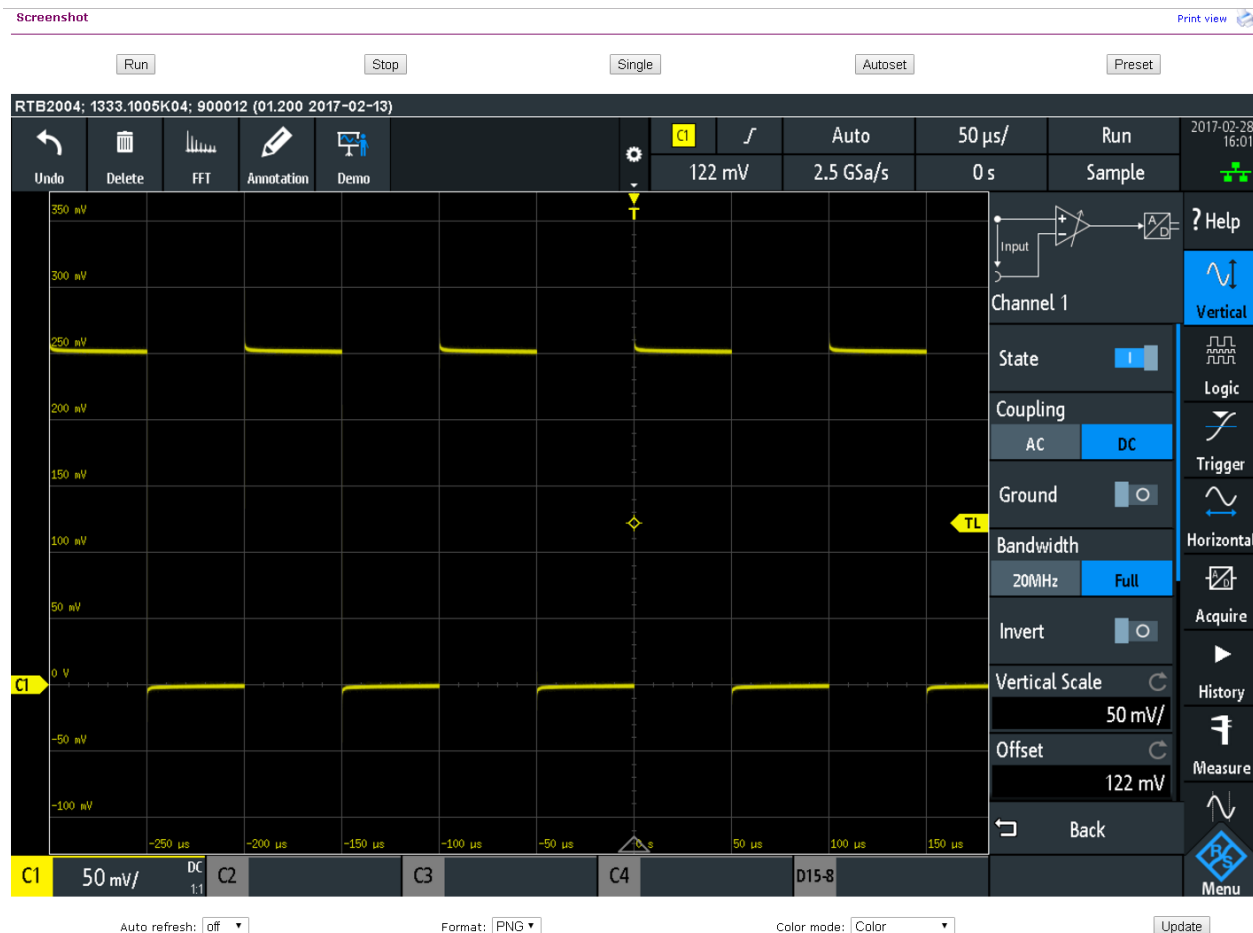 Screenshot
Print view
Run Stop Single Autoset Preset
RTB2004; 1333.1005K04; 900012 (01.200 2017-02-13)
Undo Delete FFT Annotation Demo
C1 Auto 50 µs/ Run
122 mV 2.5 GSa/s 0 s Sample
2017-02-28
16:01
T
350 mV
300 mV
250 mV
200 mV
150 mV
100 mV
50 mV
0 V
-50 mV
-100 mV
C1
TL
-250 µs -200 µs -150 µs -100 µs -50 µs 0 s 50 µs 100 µs 150 µs
Input
A
D
Channel 1
State
Coupling
AC DC
Ground
Bandwidth
20MHz Full
Invert
Vertical Scale
50 mV/
Offset
122 mV
Back
? Help
Vertical
Logic
Trigger
Horizontal
A
D
Acquire
History
Measure
R
S
Menu
C1 50 mV/ DC
1:1
C2 C3 C4 D15-8
Auto refresh: off Format: PNG Color mode: Color Update